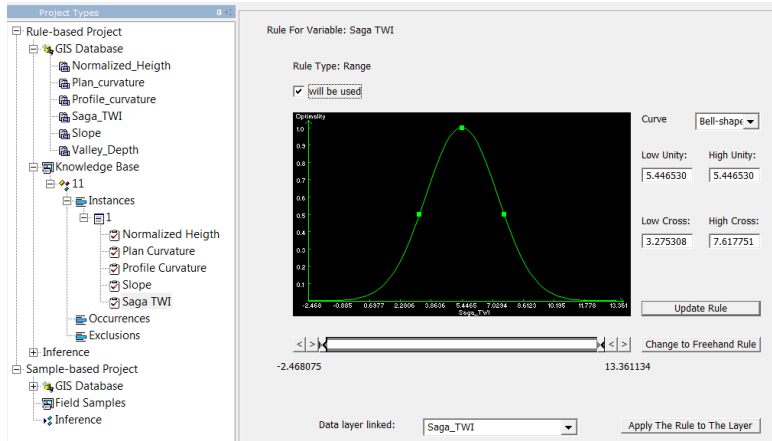 Project Types
Rule-based Project
GIS Database
Normalized_Heigth
Plan_curvature
Profile_curvature
Saga_TWI
Slope
Valley_Depth
Knowledge Base
11
Instances
1
Normalized Heigth
Plan Curvature
Profile Curvature
Slope
Saga TWI
Occurrences
Exclusions
Inference
Sample-based Project
GIS Database
Field Samples
Inference
Rule For Variable: Saga TWI
Rule Type: Range
will be used
Optimality
1.0
0.9
0.8
0.7
0.6
0.5
0.4
0.3
0.2
0.1
-2.468 -0.885 0.6977 2.2806 3.8636 5.4465 7.0294 8.6123 10.195 11.778 13.361
Saga_TWI
Curve Bell-shape
Low Unity: High Unity:
5.446530 5.446530
Low Cross: High Cross:
3.275308 7.617751
Update Rule
< > < >
Change to Freehand Rule
-2.468075 13.361134
Data layer linked: Saga_TWI
Apply The Rule to The Layer